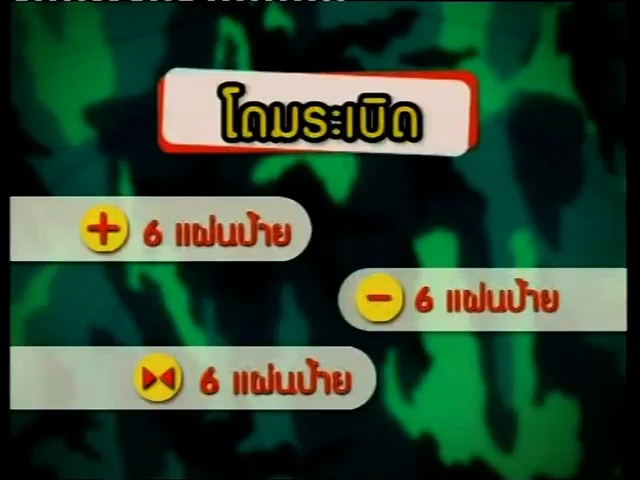 โดมระเบิด
+ 6 แผ่นป้าย
- 6 แผ่นป้าย
6 แผ่นป้าย